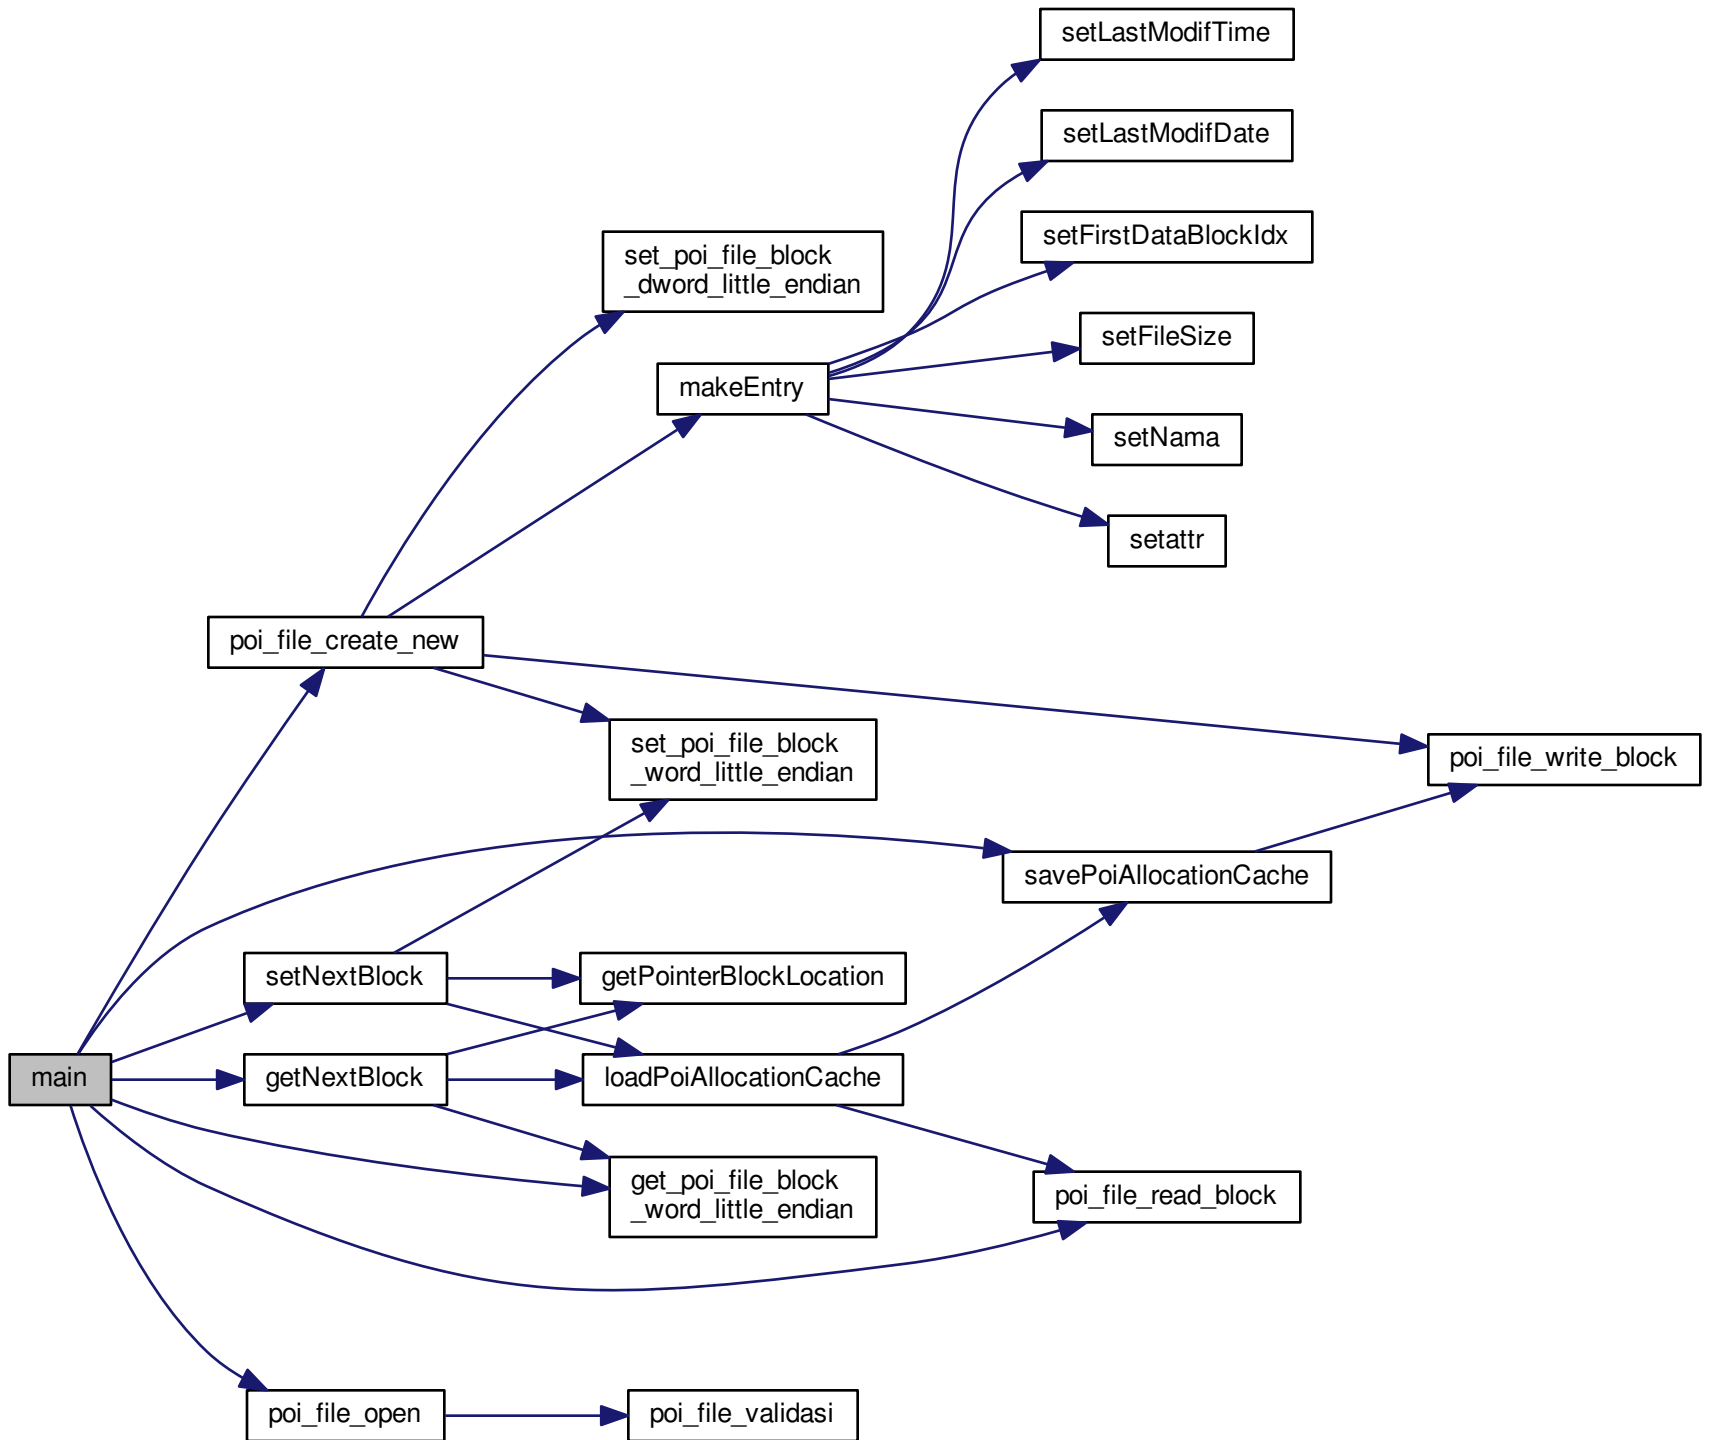 setLastModifTime
setLastModifDate
setFirstDataBlockIdx
set_poi_file_block
_dword_little_endian
setFileSize
makeEntry
setNama
setattr
poi_file_create_new
set_poi_file_block
_word_little_endian
poi_file_write_block
savePoiAllocationCache
setNextBlock
getPointerBlockLocation
main
getNextBlock
loadPoiAllocationCache
get_poi_file_block
_word_little_endian
poi_file_read_block
poi_file_open
poi_file_validasi